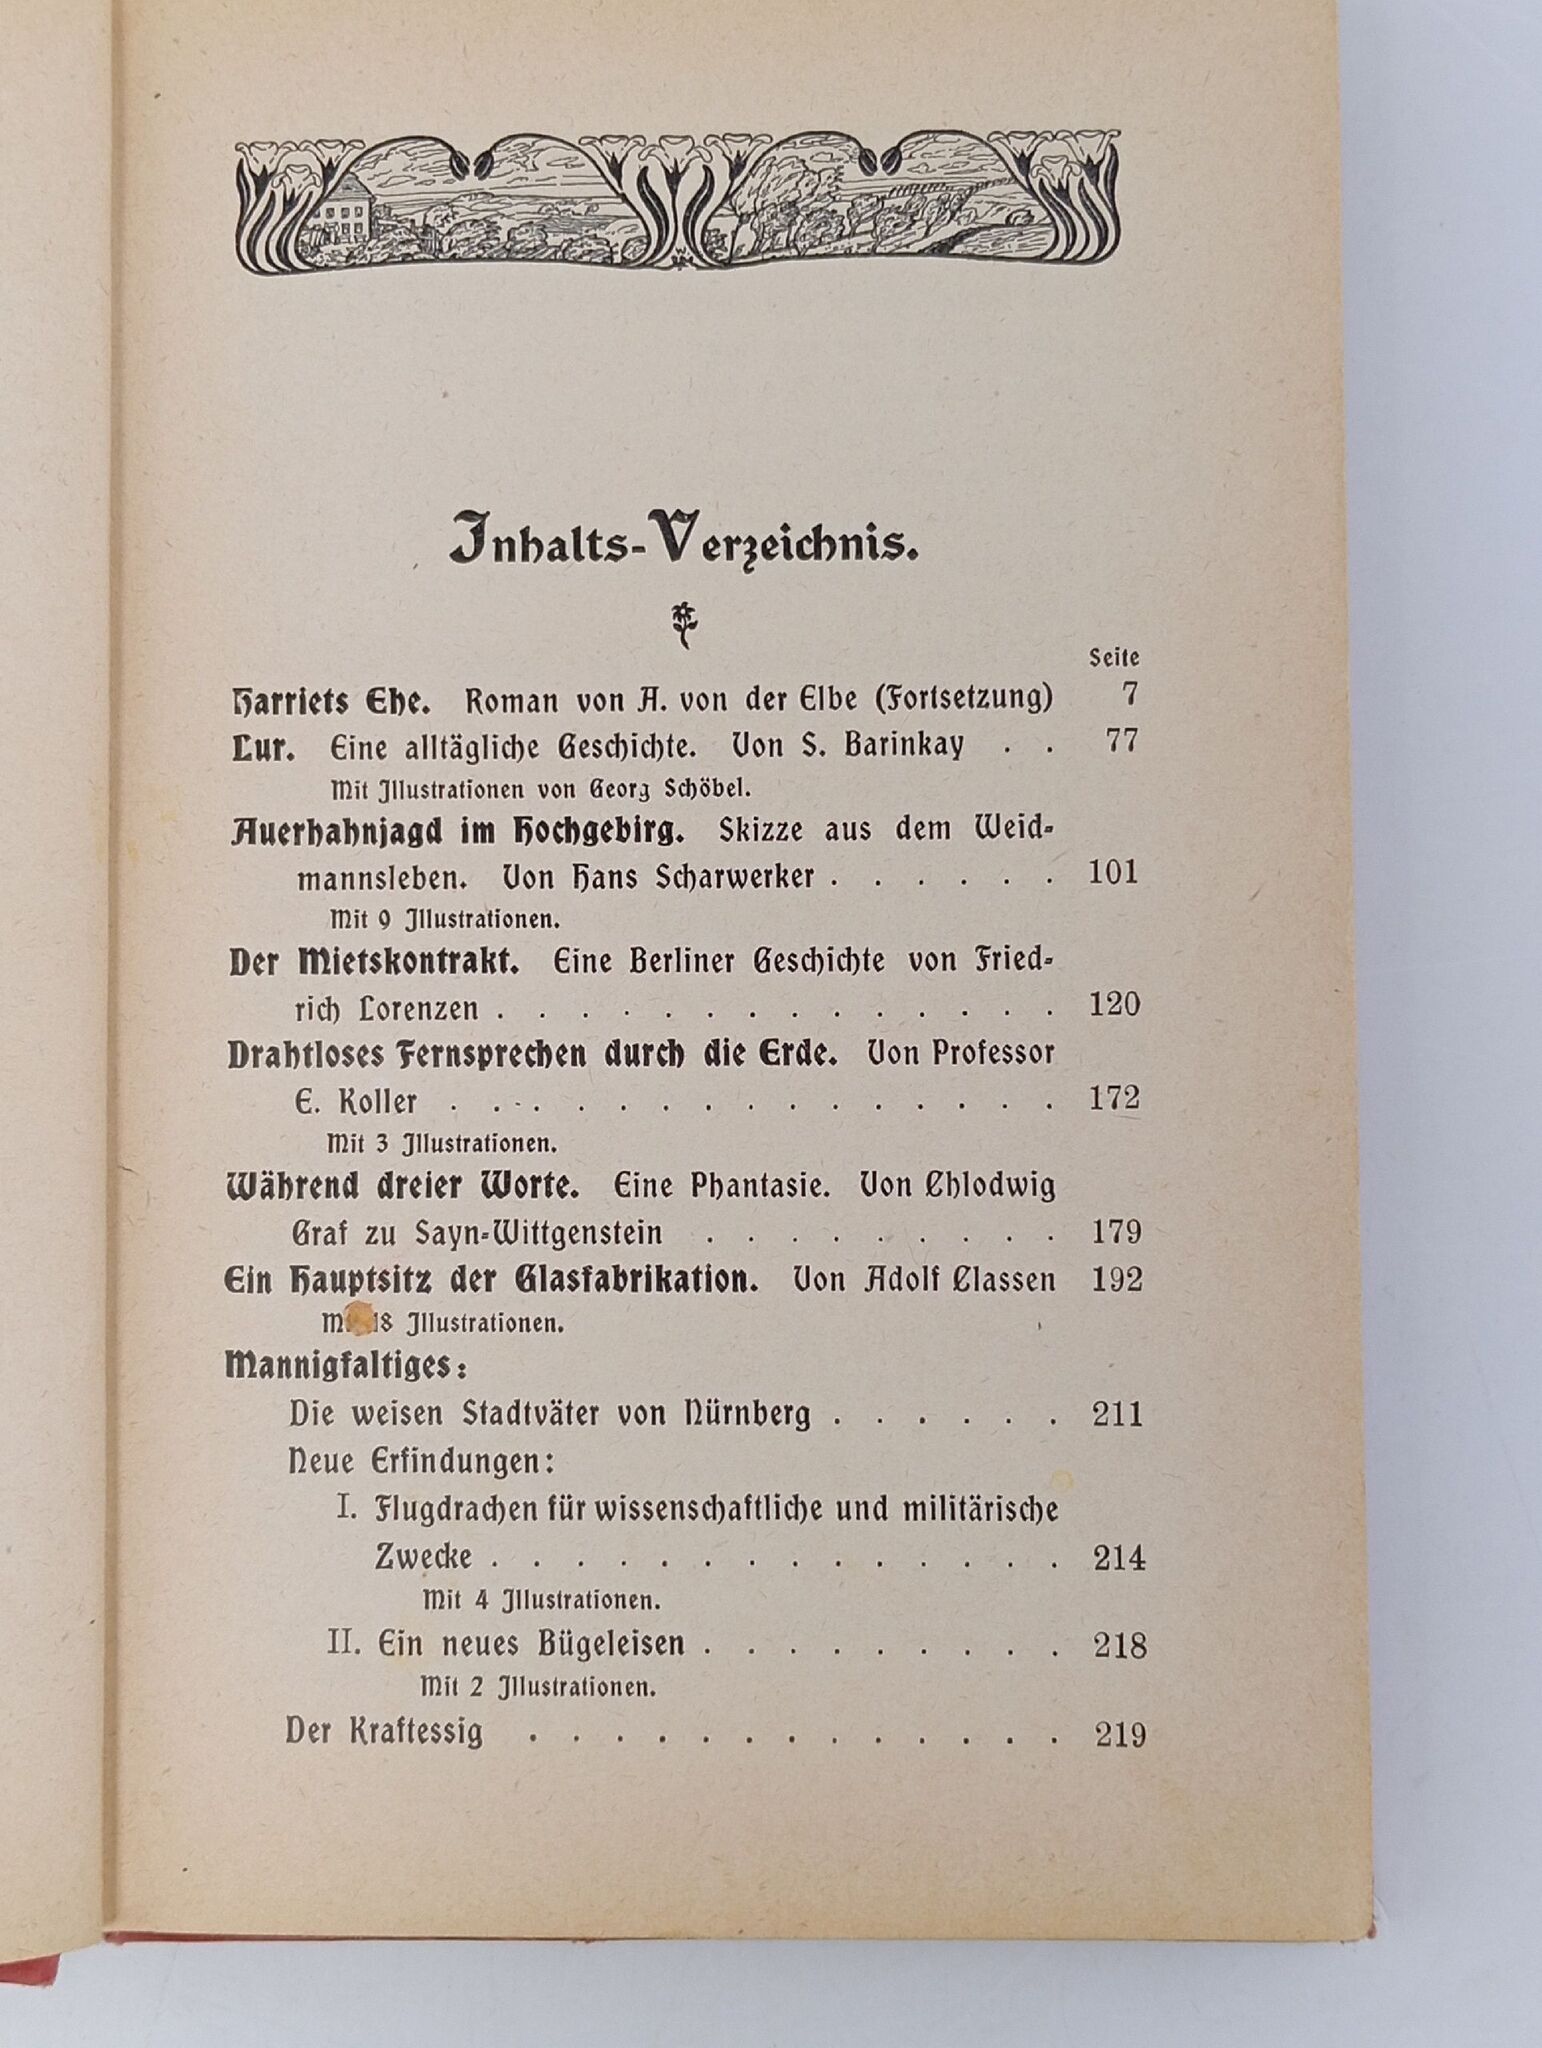 Inhalts-Verzeichnis.
Seite
Harriets Ehe. Roman von A. von der Elbe (Fortsetzung) 7
Lur. Eine alltägliche Geschichte. Von S. Barinkay . . 77
Mit Illustrationen von Georg Schöbel.
Auerhahnjagd im Hochgebirg. Skizze aus dem Weid-
mannsleben. Von Hans Scharwerker . . . . . . 101
Mit 9 Illustrationen.
Der Mietskontrakt. Eine Berliner Geschichte von Fried-
rich Lorenzen . . . . . . . . . . . . . . 120
Drahtloses Fernsprechen durch die Erde. Von Professor
E. Koller . . . . . . . . . . . . . . . 172
Mit 3 Illustrationen.
Während dreier Worte. Eine Phantasie. Von Chlodwig
Graf zu Sayn-Wittgenstein . . . . . . . . . 179
Ein Hauptsitz der Glasfabrikation. Von Adolf Classen 192
18 Illustrationen.
Mannigfaltiges:
Die weisen Stadtväter von Nürnberg . . . . . . 211
Neue Erfindungen:
I. Flugdrachen für wissenschaftliche und militärische
Zwecke . . . . . . . . . . . . . . 214
Mit 4 Illustrationen.
II. Ein neues Bügeleisen . . . . . . . . . 218
Mit 2 Illustrationen.
Der Kraftessig . . . . . . . . . . . . . 219